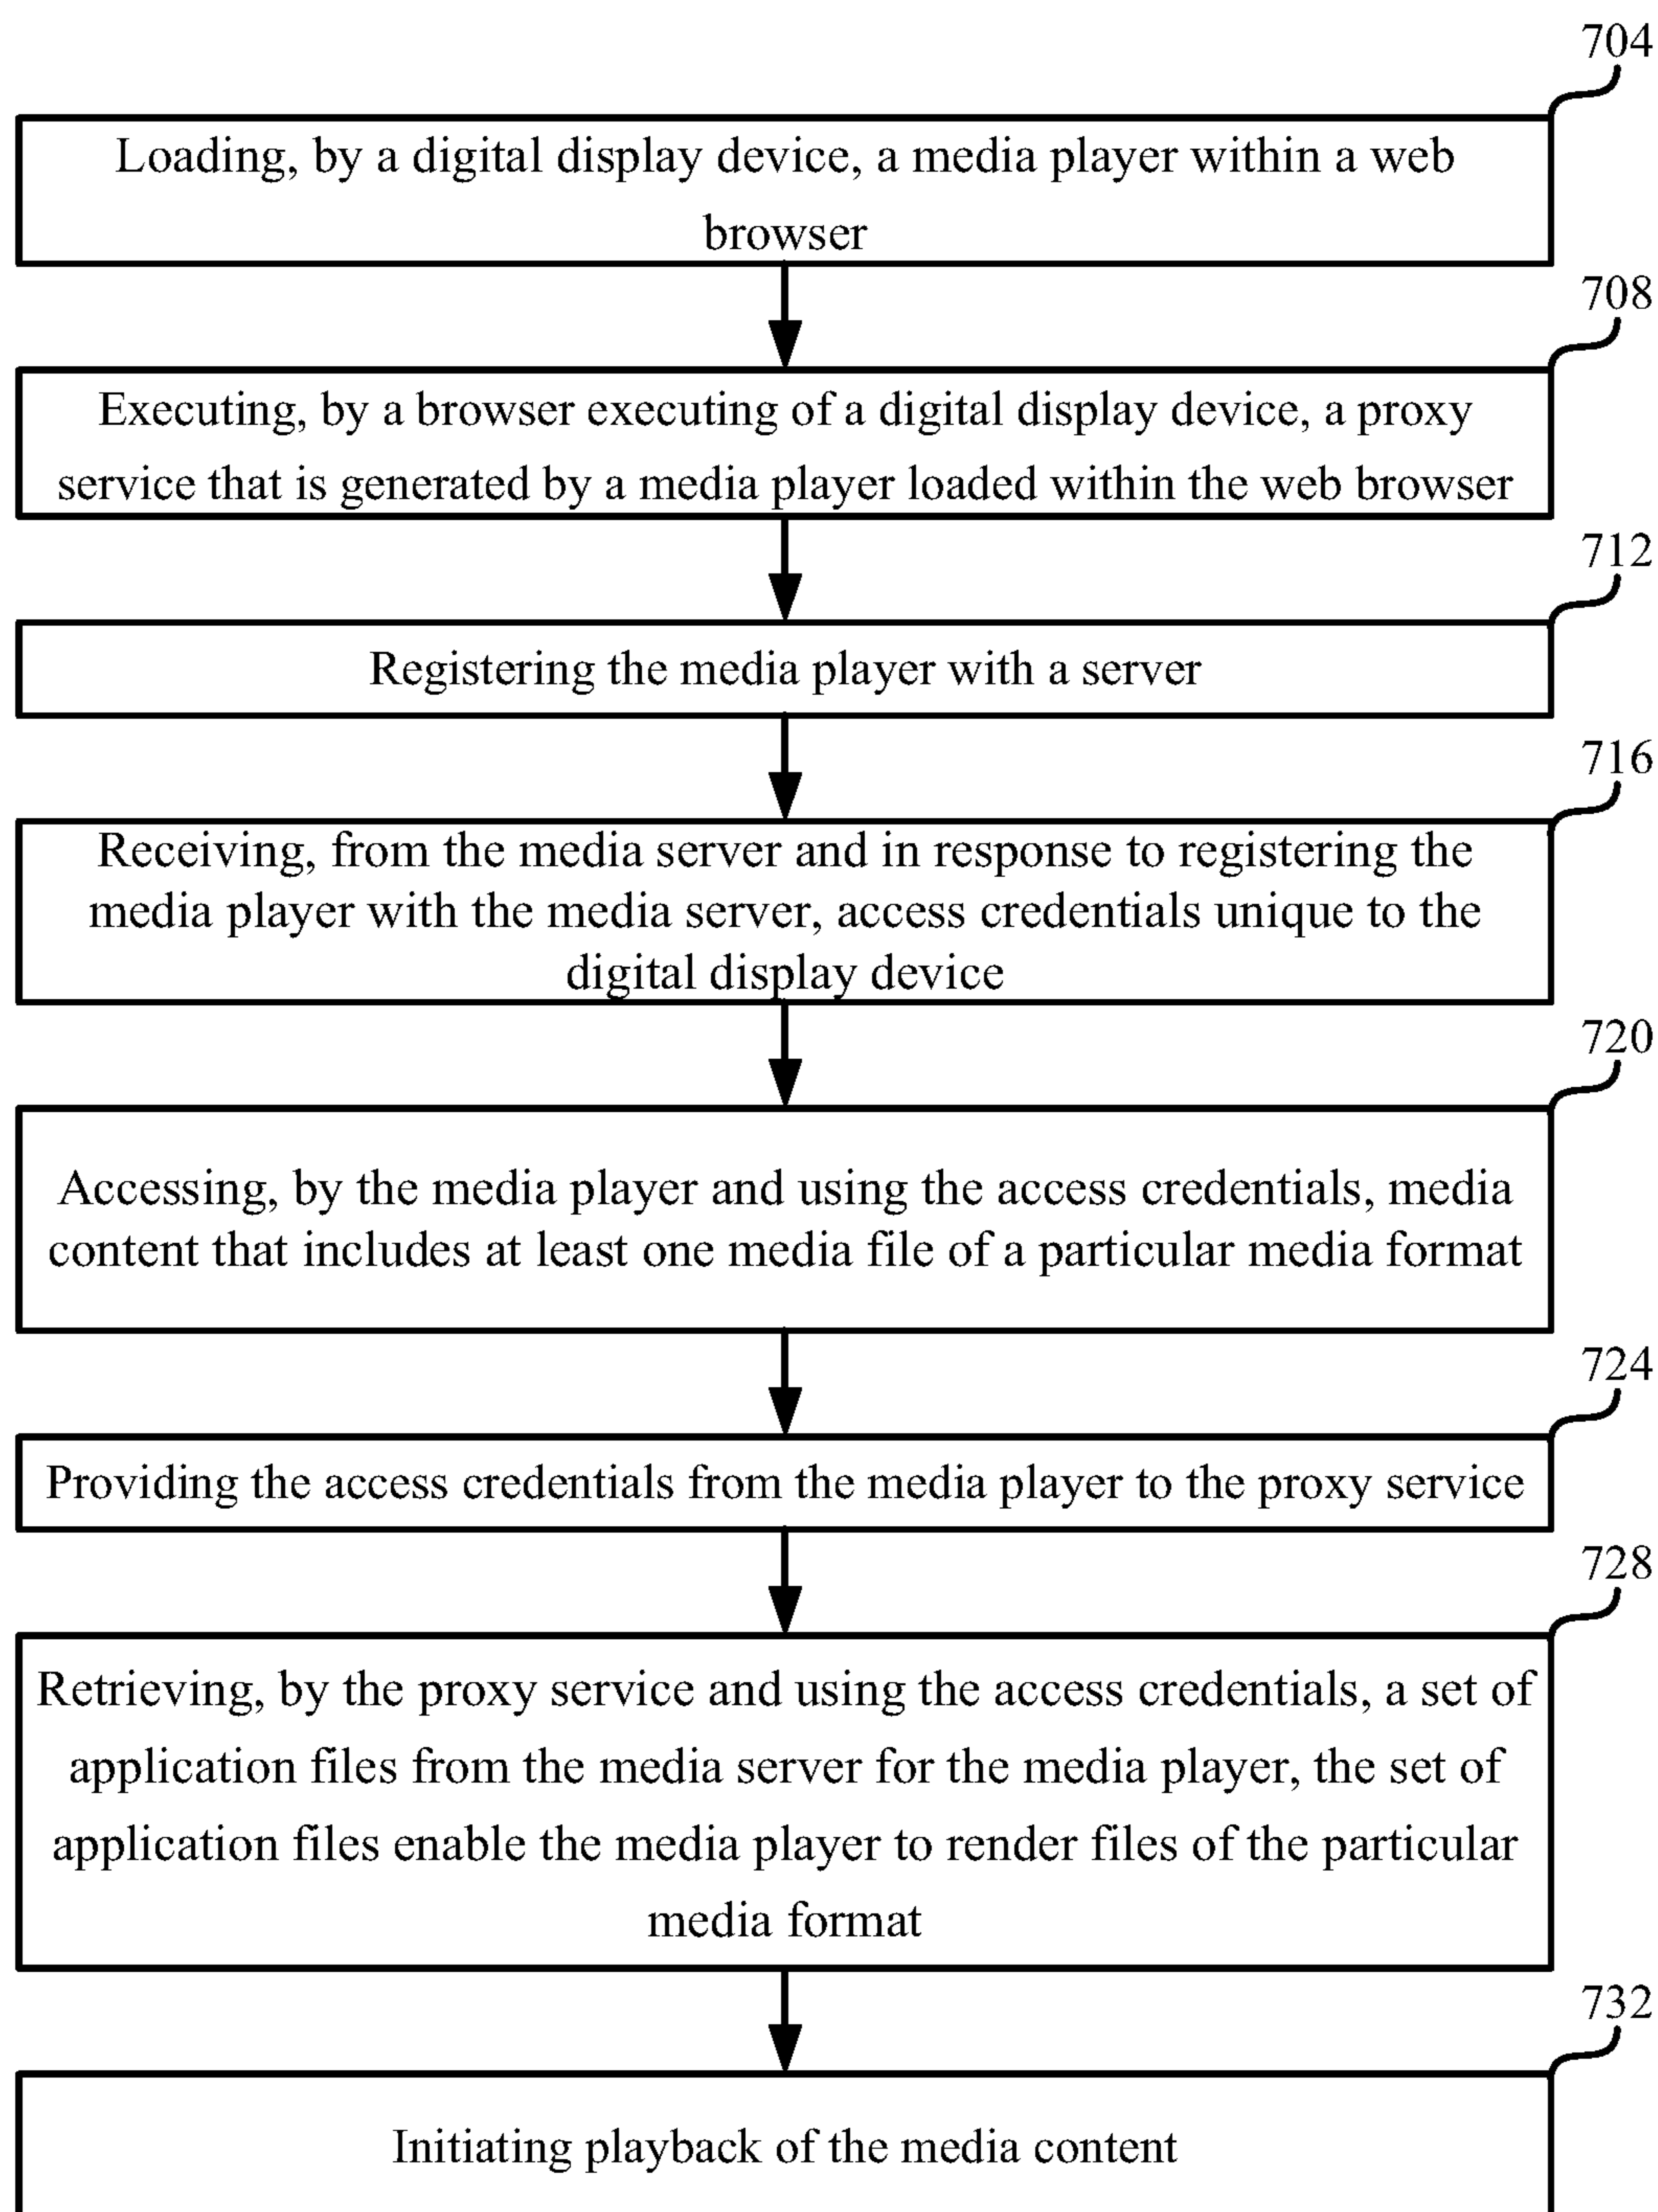 704
Loading, by a digital display device, a media player within a web
browser
708
Executing, by a browser executing of a digital display device, a proxy
service that is generated by a media player loaded within the web browser
712
Registering the media player with a server
716
Receiving, from the media server and in response to registering the
media player with the media server, access credentials unique to the
digital display device
720
Accessing, by the media player and using the access credentials, media
content that includes at least one media file of a particular media format
724
Providing the access credentials from the media player to the proxy service
728
Retrieving, by the proxy service and using the access credentials, a set of
application files from the media server for the media player, the set of
application files enable the media player to render files of the particular
media format
732
Initiating playback of the media content